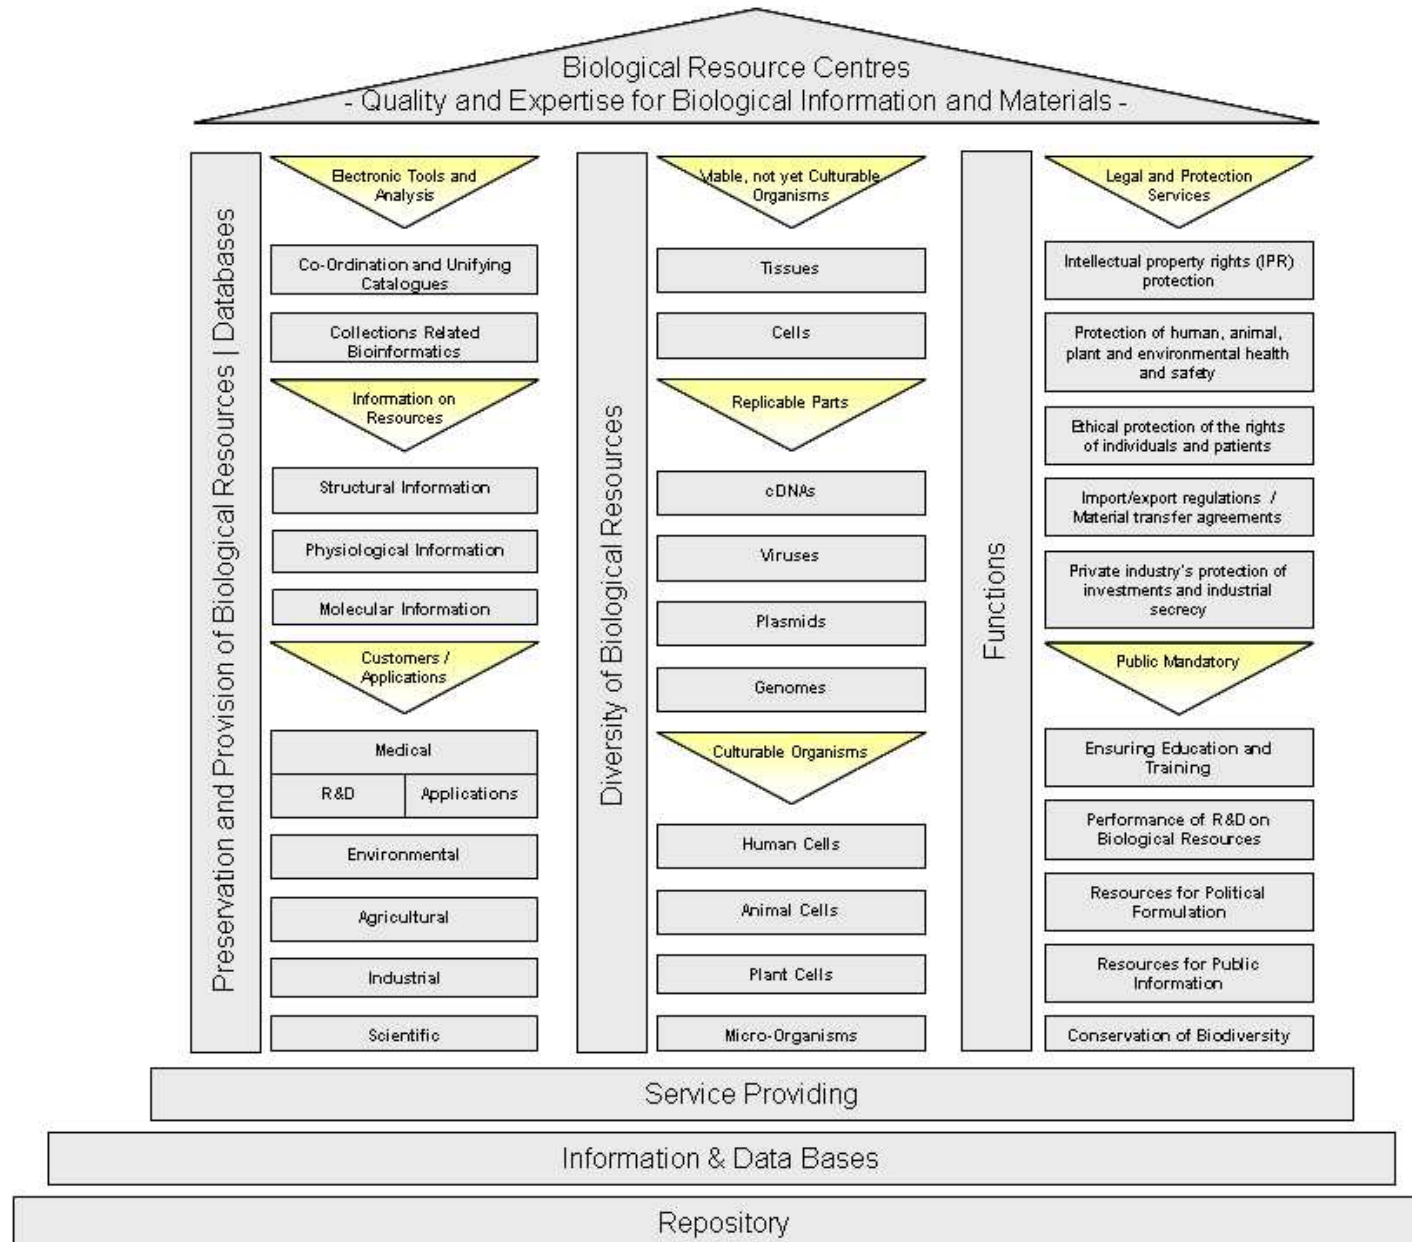 Biological Resource Centres
- Quality and Expertise for Biological Information and Materials -
Preservation and Provision of Biological Resources | Databases
Electronic Tools and
Analysis
Co-Ordination and Unifying
Catalogues
Collections Related
Bioinformatics
Information on
Resources
Structural Information
Physiological Information
Molecular Information
Customers /
Applications
Medical
R&D
Applications
Environmental
Agricultural
Industrial
Scientific
Diversity of Biological Resources
Viable, not yet Culturable
Organisms
Tissues
Cells
Replicable Parts
cDNAs
Viruses
Plasmids
Genomes
Culturable Organisms
Human Cells
Animal Cells
Plant Cells
Micro-Organisms
Functions
Legal and Protection
Services
Intellectual property rights (IPR)
protection
Protection of human, animal,
plant and environmental health
and safety
Ethical protection of the rights
of individuals and patients
Import/export regulations /
Material transfer agreements
Private industry's protection of
investments and industrial
secrecy
Public Mandatory
Ensuring Education and
Training
Performance of R&D on
Biological Resources
Resources for Political
Formulation
Resources for Public
Information
Conservation of Biodiversity
Service Providing
Information & Data Bases
Repository